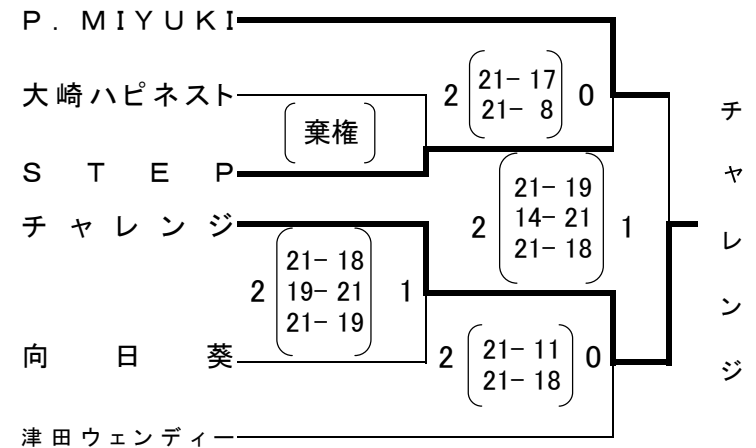 P. MIYUKI
大崎ハピネスト
棄権
2 21- 17 0
21- 8
STEP
チャレンジ
2 21- 18 1
19- 21
21- 19
2 21- 19 1
14- 21
21- 18
向日葵
2 21- 11 0
21- 18
津田ウェンディー
チャレンジ